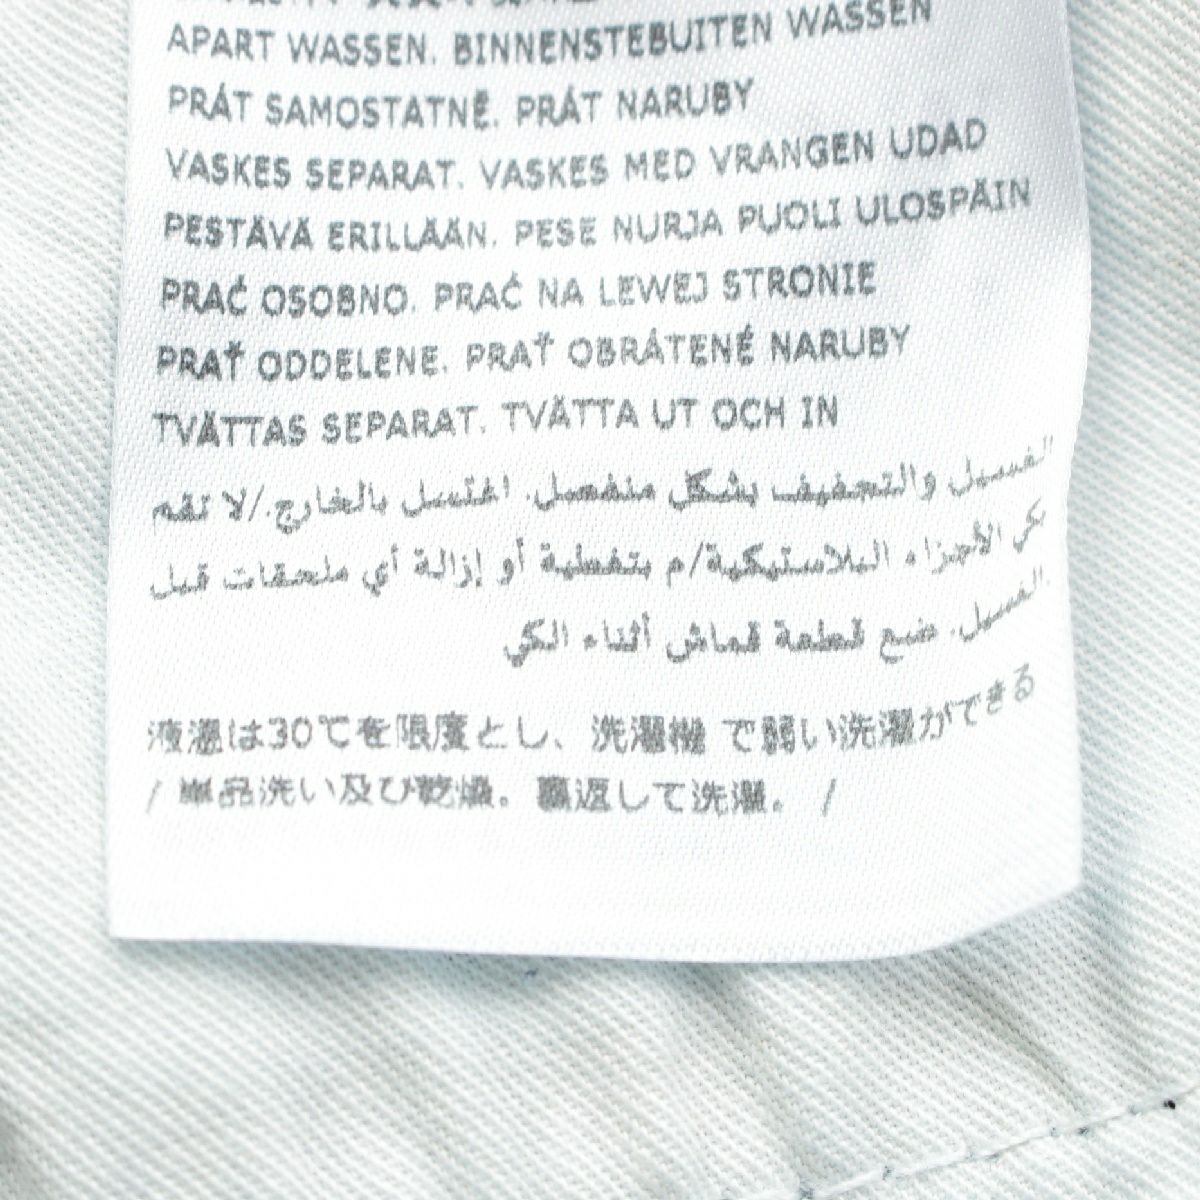 APART WASSEN. BINNENSTEBUITEN WASSEN
PRÁT SAMOSTATNĚ. PRÁT NARUBY
VASKES SEPARAT. VASKES MED VRANGEN UDAD
PESTÄVÄ ERILLÄÄN. PESE NURJA PUOLI ULOSPÄIN
PRAĆ OSOBNO. PRAĆ NA LEWEJ STRONIE
PRAŤ ODDELENE. PRAŤ OBRÁTENÉ NARUBY
TVÄTTAS SEPARAT. TVÄTTA UT OCH IN
الغسيل والتجفيف بشكل منفصل. اغتسل بالخارج./لا تقم
بكي الأجزاء البلاستيكية/م بتغطية أو إزالة أي ملحقات قبل
الغسيل. ضع قطعة قماش أثناء الكي
液温は30℃を限度とし、洗濯機 で弱い洗濯ができる
/ 単品洗い及び乾燥。裏返して洗濯。 /